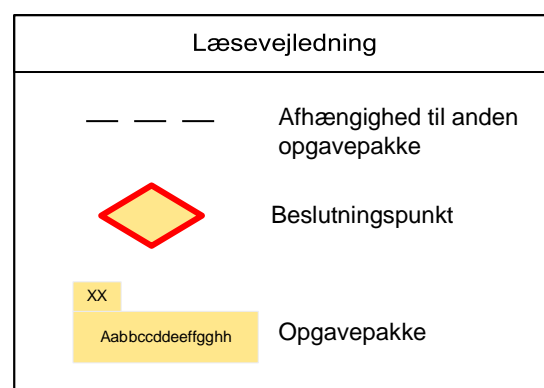 Læsevejledning
Afhængighed til anden
opgavepakke
Beslutningspunkt
XX
Aabbccddeeffgghh
Opgavepakke